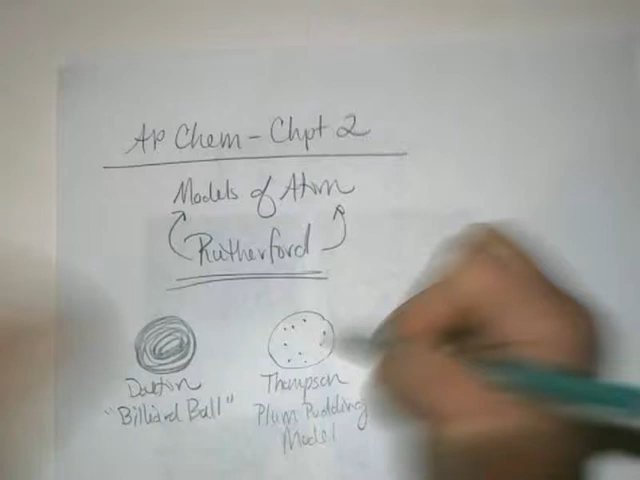 AP Chem - Chpt 2
Models of Atom
Rutherford
Dalton
"Billiard Ball"
Thompson
Plum Pudding
Model